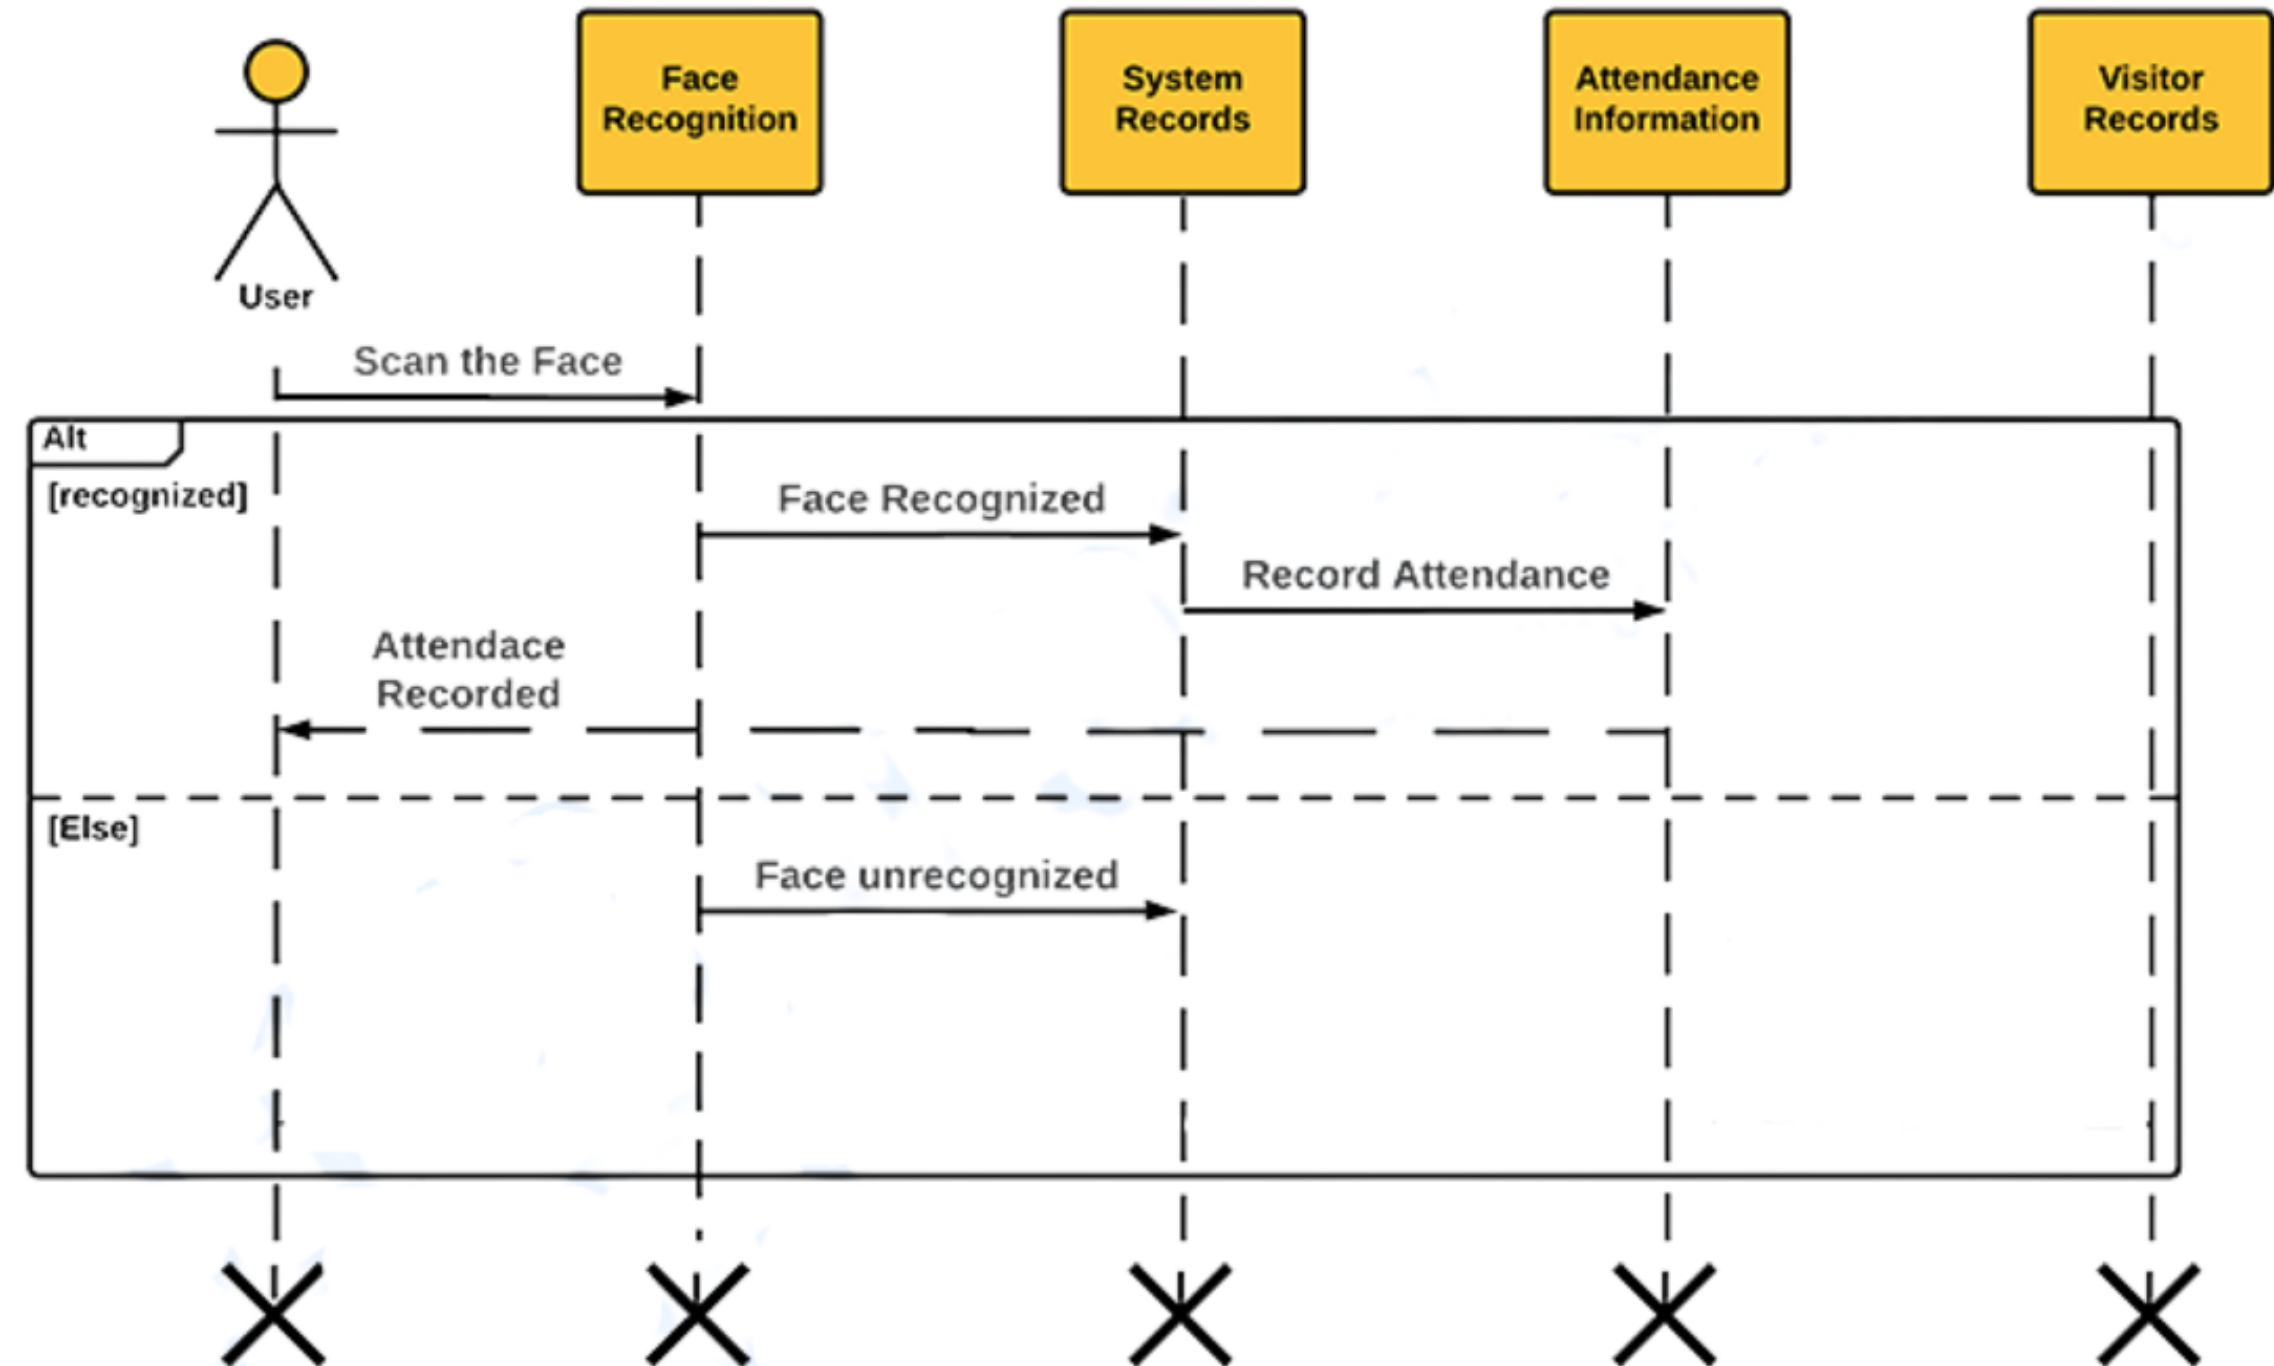 Face
Recognition
System
Records
Attendance
Information
Visitor
Records
User
Scan the Face
Alt
[recognized]
Face Recognized
Record Attendance
Attendace
Recorded
[Else]
Face unrecognized